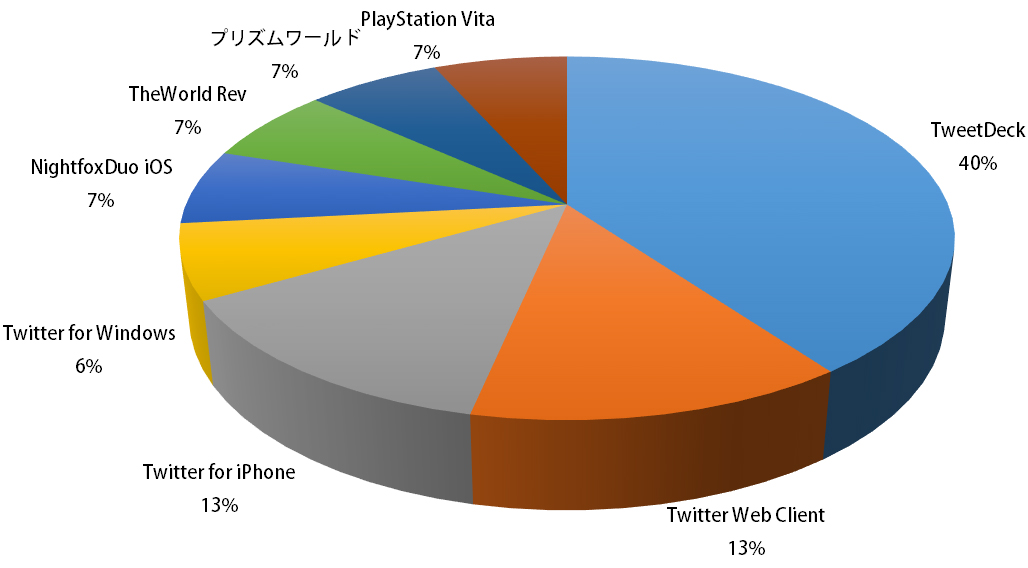 PlayStation Vita
7%
プリズムワールド
7%
TheWorld Rev
7%
NightfoxDuo iOS
7%
Twitter for Windows
6%
Twitter for iPhone
13%
Twitter Web Client
13%
TweetDeck
40%